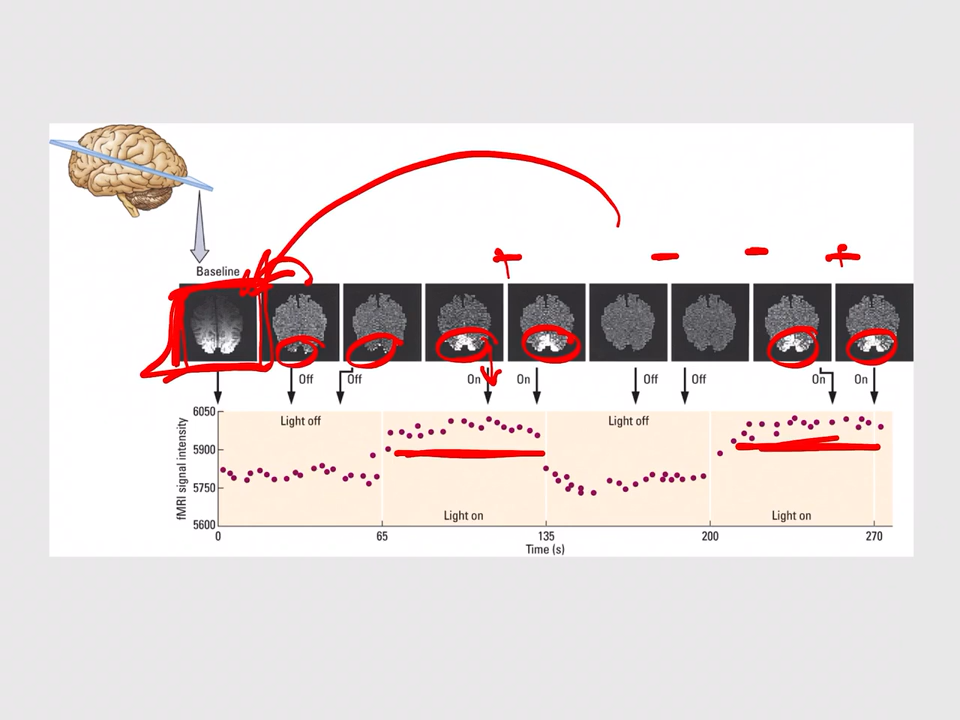 Baseline
Off Off On On Off Off On On
6050
5900
5750
5600
fMRI signal intensity
Light off Light off
Light on Light on
0 65 135 200 270
Time (s)
+ - - +